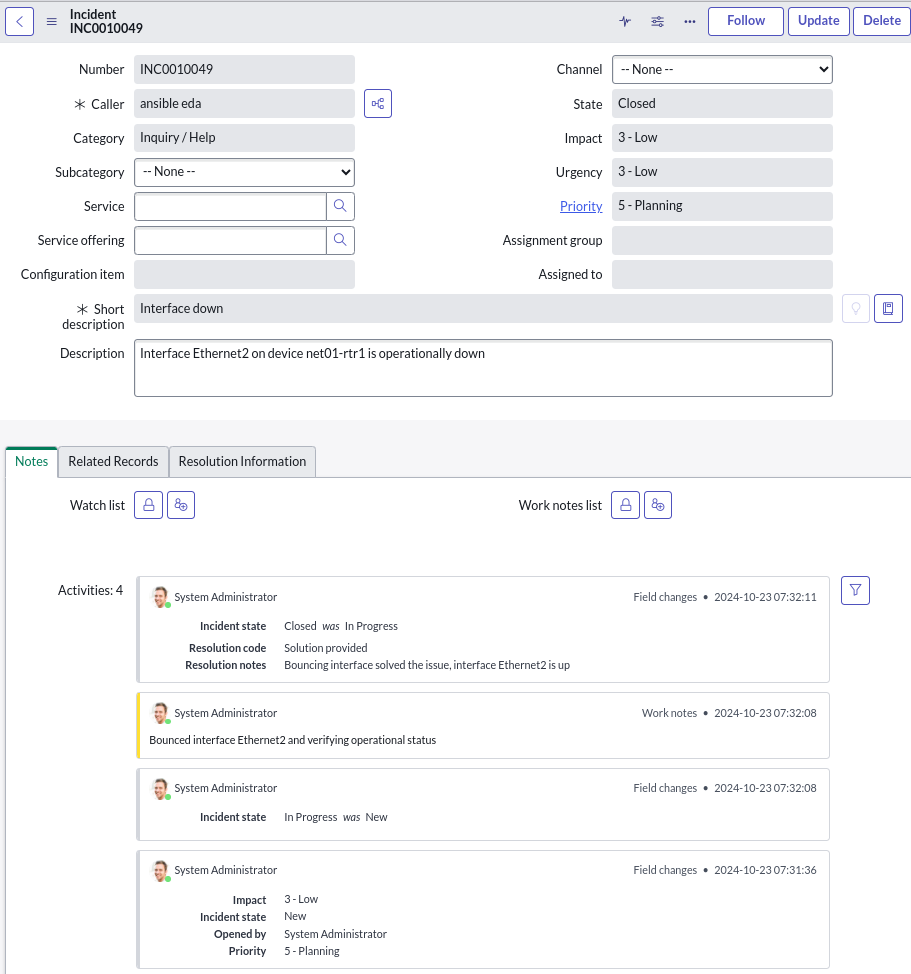 Incident
INC0010049
Follow
Update
Delete
Number INC0010049
Channel -- None --
✳ Caller ansible eda
State Closed
Category Inquiry / Help
Impact 3 - Low
Subcategory -- None --
Urgency 3 - Low
Service
Priority 5 - Planning
Service offering
Assignment group
Configuration item
Assigned to
✳ Short description Interface down
Description Interface Ethernet2 on device net01-rtr1 is operationally down
Notes
Related Records
Resolution Information
Watch list
Work notes list
Activities: 4
System Administrator Field changes • 2024-10-23 07:32:11
Incident state Closed was In Progress
Resolution code Solution provided
Resolution notes Bouncing interface solved the issue, interface Ethernet2 is up
System Administrator Work notes • 2024-10-23 07:32:08
Bounced interface Ethernet2 and verifying operational status
System Administrator Field changes • 2024-10-23 07:32:08
Incident state In Progress was New
System Administrator Field changes • 2024-10-23 07:31:36
Impact 3 - Low
Incident state New
Opened by System Administrator
Priority 5 - Planning